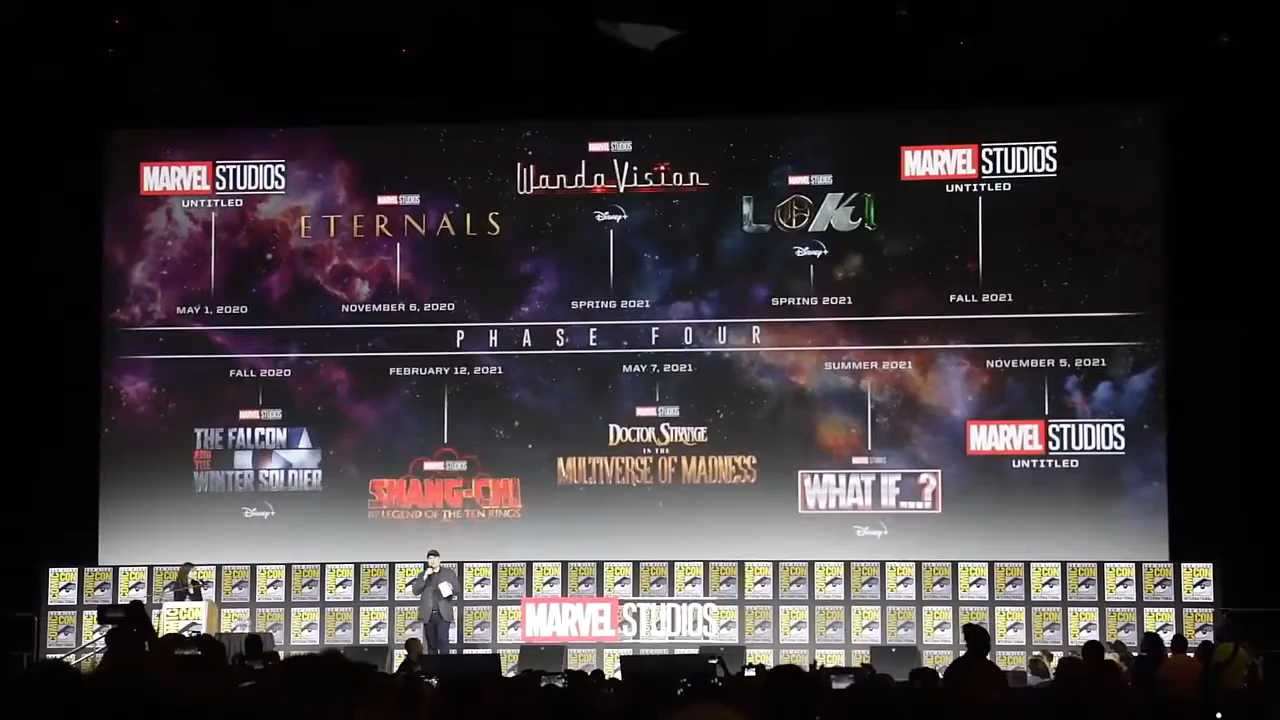 MARVEL STUDIOS
UNTITLED
MAY 1, 2020
MARVEL STUDIOS
ETERNALS
NOVEMBER 6, 2020
MARVEL STUDIOS
WandaVision
Disney+
SPRING 2021
MARVEL STUDIOS
LOKI
Disney+
SPRING 2021
MARVEL STUDIOS
UNTITLED
FALL 2021
PHASE FOUR
FALL 2020
MARVEL STUDIOS
THE FALCON
AND THE
WINTER SOLDIER
Disney+
FEBRUARY 12, 2021
MARVEL STUDIOS
SHANG-CHI
LEGEND OF THE TEN RINGS
MAY 7, 2021
MARVEL STUDIOS
DOCTOR STRANGE
IN THE
MULTIVERSE OF MADNESS
SUMMER 2021
MARVEL STUDIOS
WHAT IF...?
Disney+
NOVEMBER 5, 2021
MARVEL STUDIOS
UNTITLED
MARVEL STUDIOS